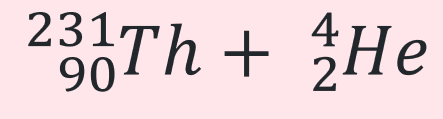 ²³¹₉₀Th + ⁴₂He